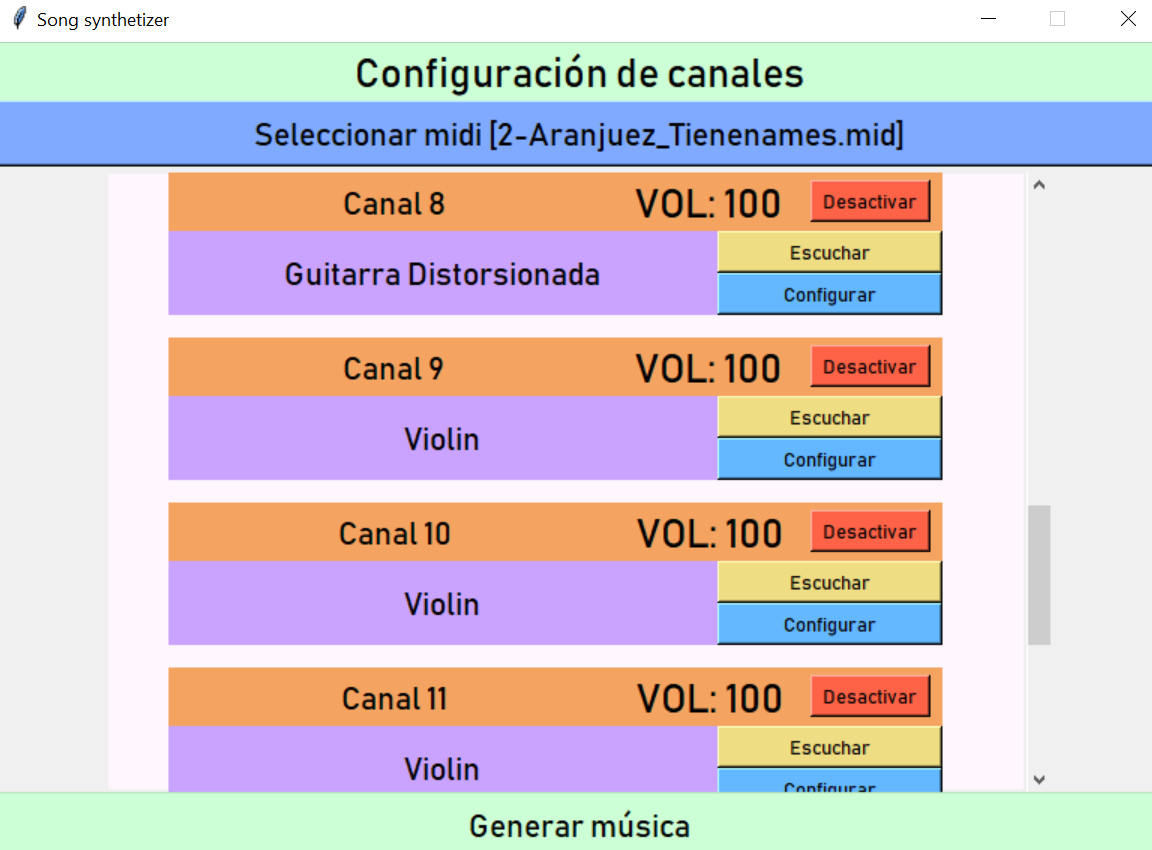 Song synthetizer
Configuración de canales
Seleccionar midi [2-Aranjuez_Tienenames.mid]
Canal 8 VOL: 100 Desactivar
Guitarra Distorsionada
Escuchar
Configurar
Canal 9 VOL: 100 Desactivar
Violin
Escuchar
Configurar
Canal 10 VOL: 100 Desactivar
Violin
Escuchar
Configurar
Canal 11 VOL: 100 Desactivar
Violin
Escuchar
Configurar
Generar música